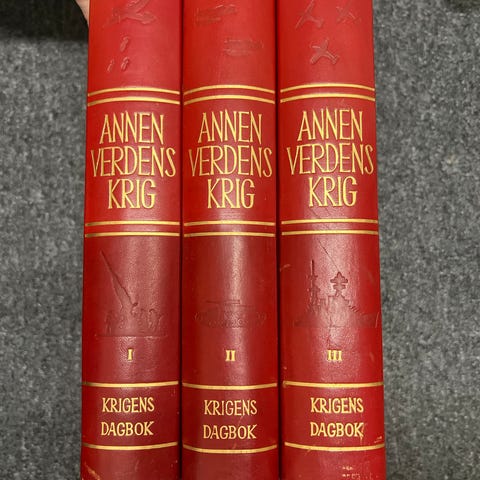 ANNEN
VERDENS
KRIG
I
KRIGENS
DAGBOK
ANNEN
VERDENS
KRIG
II
KRIGENS
DAGBOK
ANNEN
VERDENS
KRIG
III
KRIGENS
DAGBOK